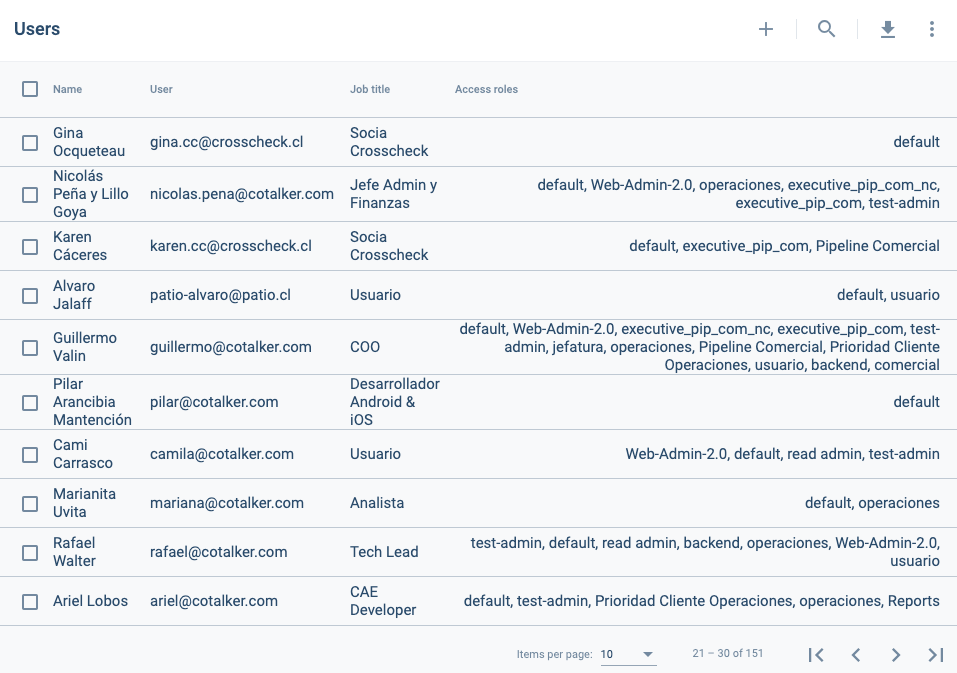 Users
Name User Job title Access roles
Gina
Ocqueteau
gina.cc@crosscheck.cl
Socia
Crosscheck
default
Nicolás
Peña y Lillo
Goya
nicolas.pena@cotalker.com
Jefe Admin y
Finanzas
default, Web-Admin-2.0, operaciones, executive_pip_com_nc,
executive_pip_com, test-admin
Karen
Cáceres
karen.cc@crosscheck.cl
Socia
Crosscheck
default, executive_pip_com, Pipeline Comercial
Alvaro
Jalaff
patio-alvaro@patio.cl
Usuario
default, usuario
Guillermo
Valin
guillermo@cotalker.com
COO
default, Web-Admin-2.0, executive_pip_com_nc, executive_pip_com, test-
admin, jefatura, operaciones, Pipeline Comercial, Prioridad Cliente
Operaciones, usuario, backend, comercial
Pilar
Arancibia
Mantención
pilar@cotalker.com
Desarrollador
Android &
iOS
default
Cami
Carrasco
camila@cotalker.com
Usuario
Web-Admin-2.0, default, read admin, test-admin
Marianita
Uvita
mariana@cotalker.com
Analista
default, operaciones
Rafael
Walter
rafael@cotalker.com
Tech Lead
test-admin, default, read admin, backend, operaciones, Web-Admin-2.0,
usuario
Ariel Lobos
ariel@cotalker.com
CAE
Developer
default, test-admin, Prioridad Cliente Operaciones, operaciones, Reports
Items per page: 10 21 – 30 of 151